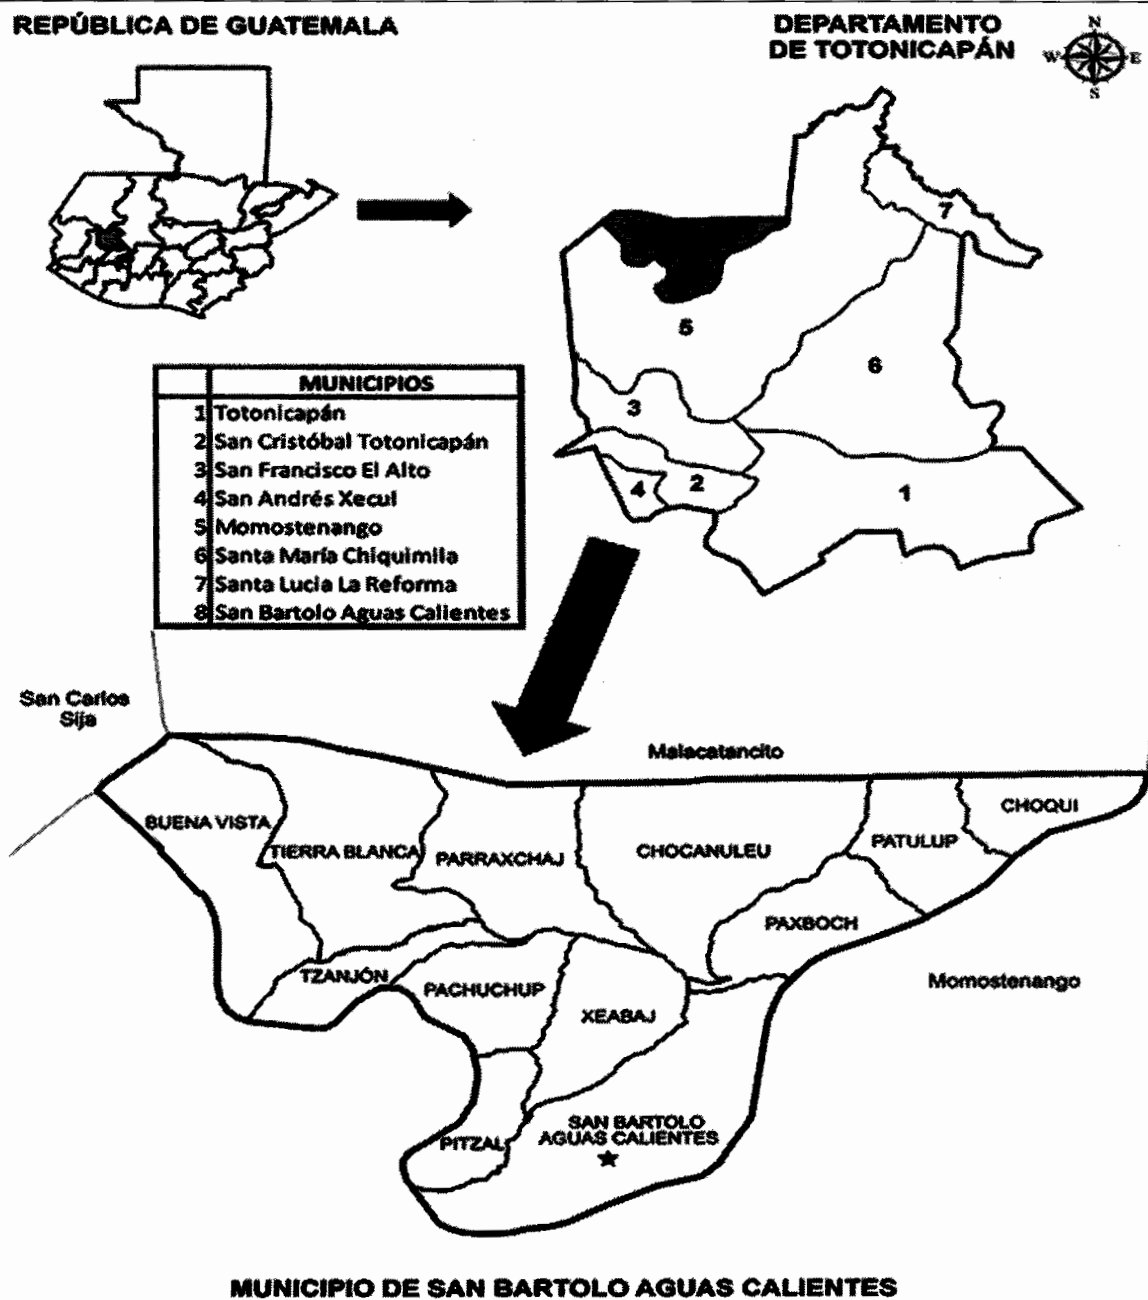 REPÚBLICA DE GUATEMALA
DEPARTAMENTO
DE TOTONICAPÁN
N
W E
S
7
5
6
3
4
2
1
MUNICIPIOS
1 Totonicapán
2 San Cristóbal Totonicapán
3 San Francisco El Alto
4 San Andrés Xecul
5 Momostenango
6 Santa María Chiquimila
7 Santa Lucia La Reforma
8 San Bartolo Aguas Calientes
San Carlos
Sija
Malacatancito
BUENA VISTA
TIERRA BLANCA
PARRAXCHAJ
CHOCANULEU
PATULUP
CHOQUI
PAXBOCH
TZANJÓN
PACHUCHUP
XEABAJ
Momostenango
PITZAL
SAN BARTOLO
AGUAS CALIENTES
MUNICIPIO DE SAN BARTOLO AGUAS CALIENTES